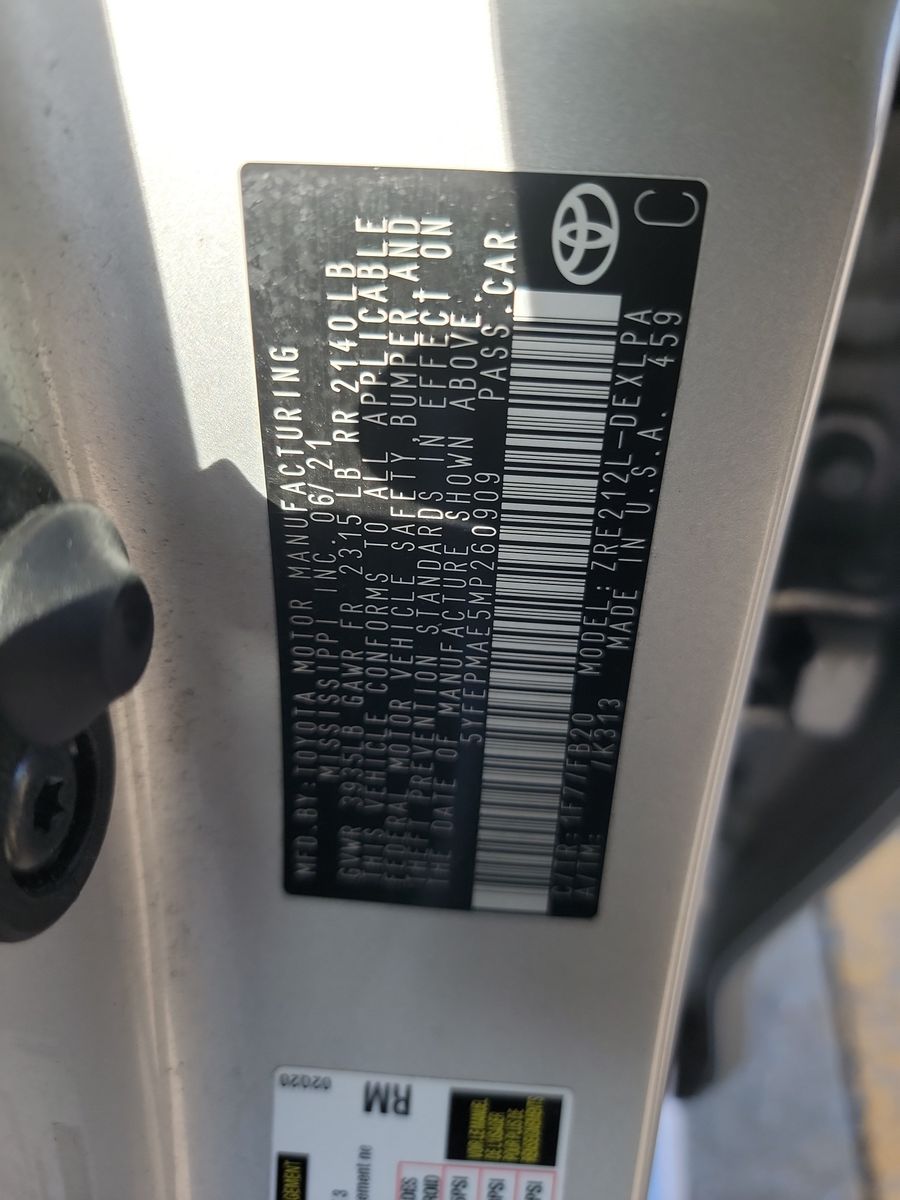 MFD. BY: TOYOTA MOTOR MANUFACTURING
MISSISSIPPI INC. 06/21
GVWR 3935LB GAWR FR 2315 LB RR 2140LB
THIS VEHICLE CONFORMS TO ALL APPLICABLE
FEDERAL MOTOR VEHICLE SAFETY, BUMPER AND
THEFT PREVENTION STANDARDS IN EFFECT ON
THE DATE OF MANUFACTURE SHOWN ABOVE.
5YFEPMAE5MP260909 PASS. CAR
C/TR: 1F7/FB20 MODEL: ZRE212L-DEXLPA
A/TM: /K313 MADE IN U.S.A. 459
C
02020
RM